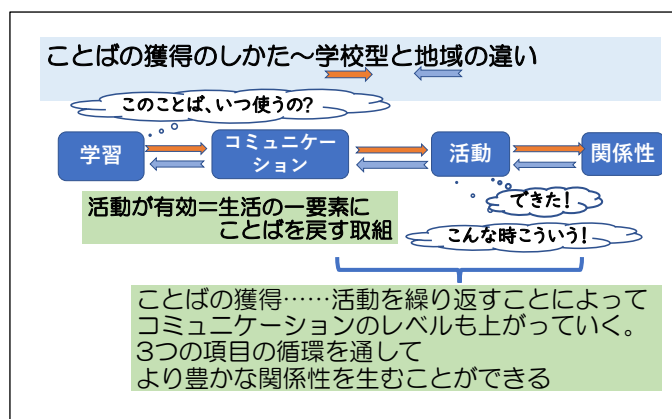 ことばの獲得のしかた～学校型と地域の違い
このことば、いつ使うの?
学習
コミュニケー
ション
活動
関係性
活動が有効＝生活の一要素に
ことばを戻す取組
できた!
こんな時こういう!
ことばの獲得……活動を繰り返すことによって
コミュニケーションのレベルも上がっていく。
3つの項目の循環を通して
より豊かな関係性を生むことができる